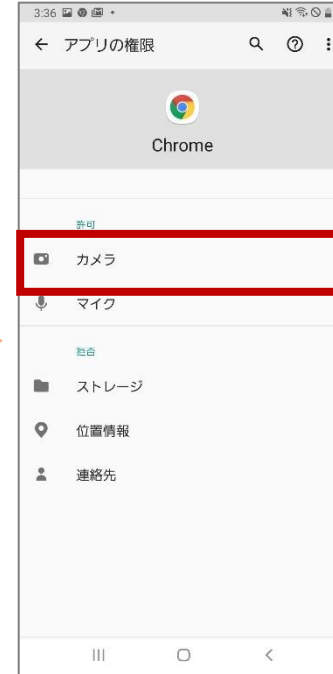 3:36
アプリの権限
Chrome
許可
カメラ
マイク
拒否
ストレージ
位置情報
連絡先